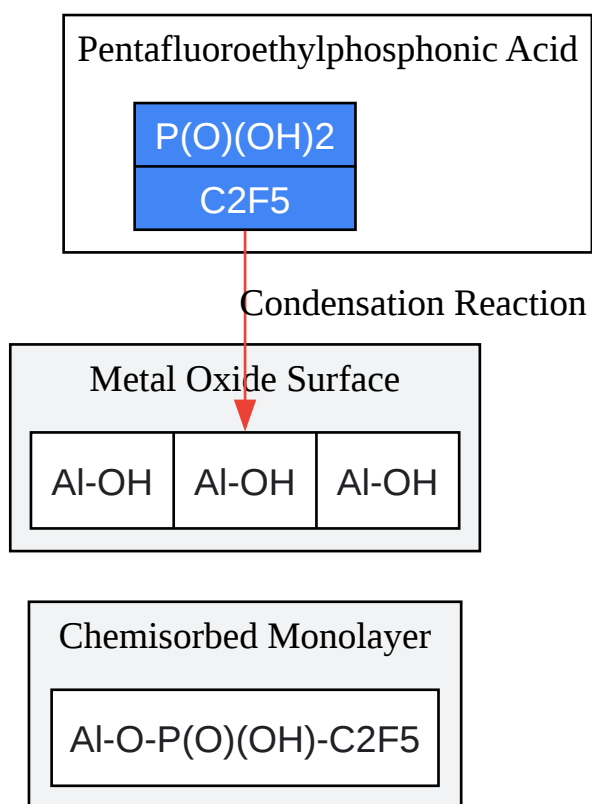 Pentafluoroethylphosphonic Acid
P(O)(OH)2
C2F5
Condensation Reaction
Metal Oxide Surface
Al-OH Al-OH Al-OH
Chemisorbed Monolayer
Al-O-P(O)(OH)-C2F5